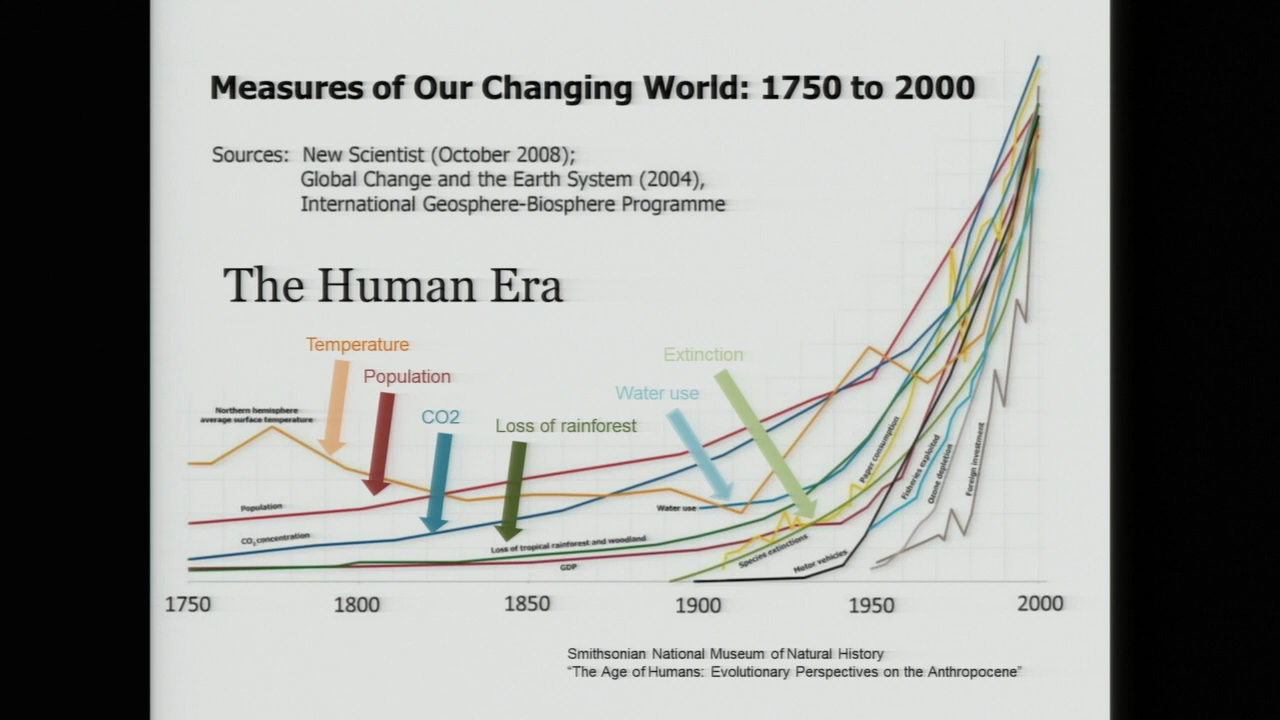 Measures of Our Changing World: 1750 to 2000
Sources: New Scientist (October 2008);
Global Change and the Earth System (2004),
International Geosphere-Biosphere Programme
The Human Era
Temperature
Population
CO2
Loss of rainforest
Water use
Extinction
Northern hemisphere
average surface temperature
Population
CO₂ concentration
Loss of tropical rainforest and woodland
GDP
Water use
Species extinctions
Motor vehicles
Paper consumption
Fisheries exploited
Ozone depletion
Foreign investment
1750 1800 1850 1900 1950 2000
Smithsonian National Museum of Natural History
“The Age of Humans: Evolutionary Perspectives on the Anthropocene”